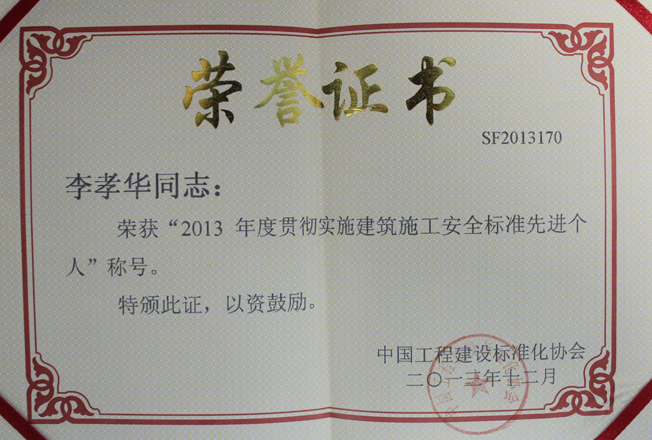 荣誉证书
SF2013170
李孝华同志：
荣获“2013 年度贯彻实施建筑施工安全标准先进个
人”称号。
特颁此证，以资鼓励。
中国工程建设标准化协会
二〇一三年十二月